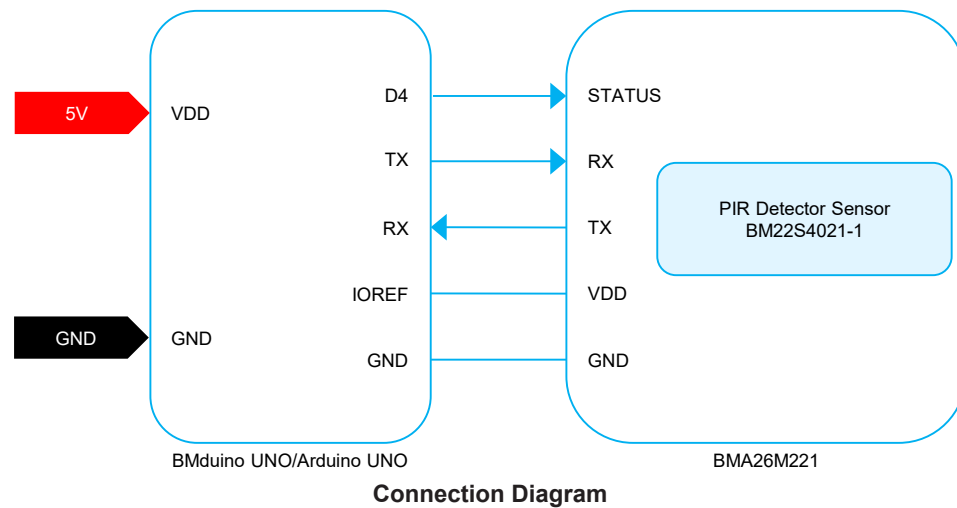 5V
VDD
GND
GND
D4
TX
RX
IOREF
GND
STATUS
RX
TX
VDD
GND
PIR Detector Sensor
BM22S4021-1
BMduino UNO/Arduino UNO
BMA26M221
Connection Diagram